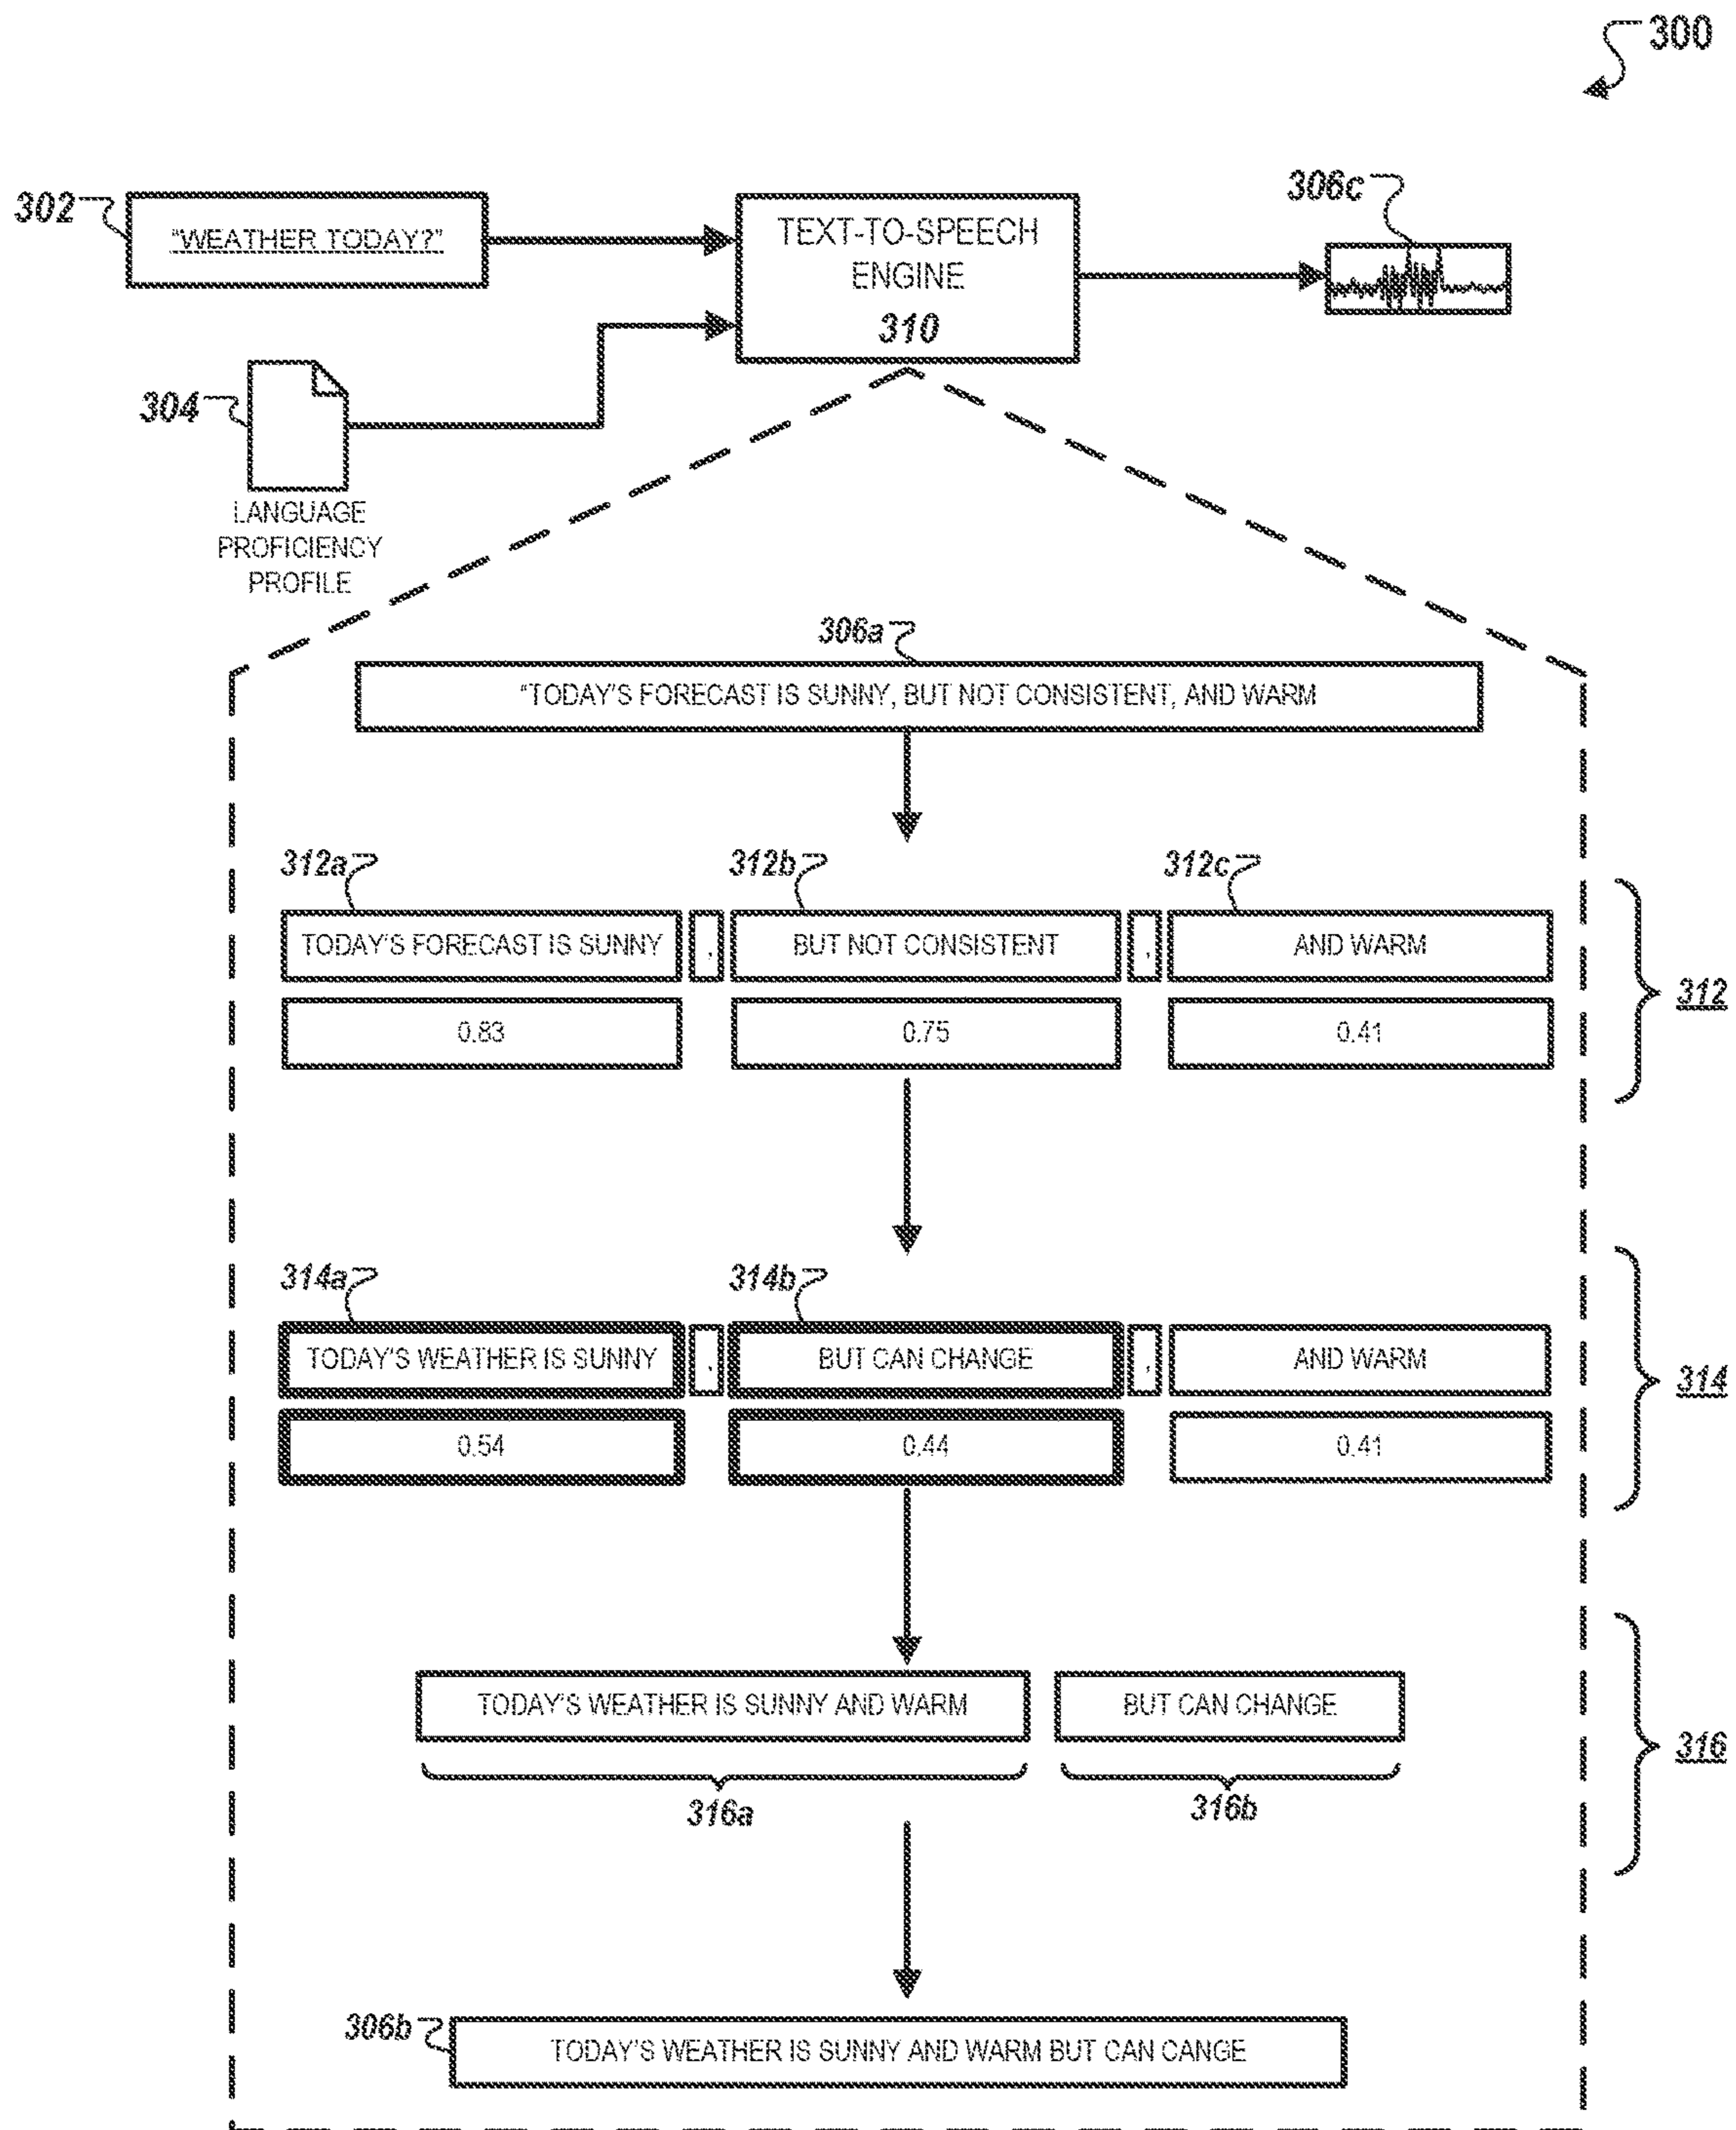 300
302
"WEATHER TODAY?"
TEXT-TO-SPEECH
ENGINE
310
306c
304
LANGUAGE
PROFICIENCY
PROFILE
306a
"TODAY'S FORECAST IS SUNNY, BUT NOT CONSISTENT, AND WARM
312a
312b
312c
TODAY'S FORECAST IS SUNNY , BUT NOT CONSISTENT , AND WARM
312
0.83 0.75 0.41
314a
314b
TODAY'S WEATHER IS SUNNY , BUT CAN CHANGE , AND WARM
314
0.54 0.44 0.41
TODAY'S WEATHER IS SUNNY AND WARM BUT CAN CHANGE
316
316a
316b
306b
TODAY'S WEATHER IS SUNNY AND WARM BUT CAN CANGE